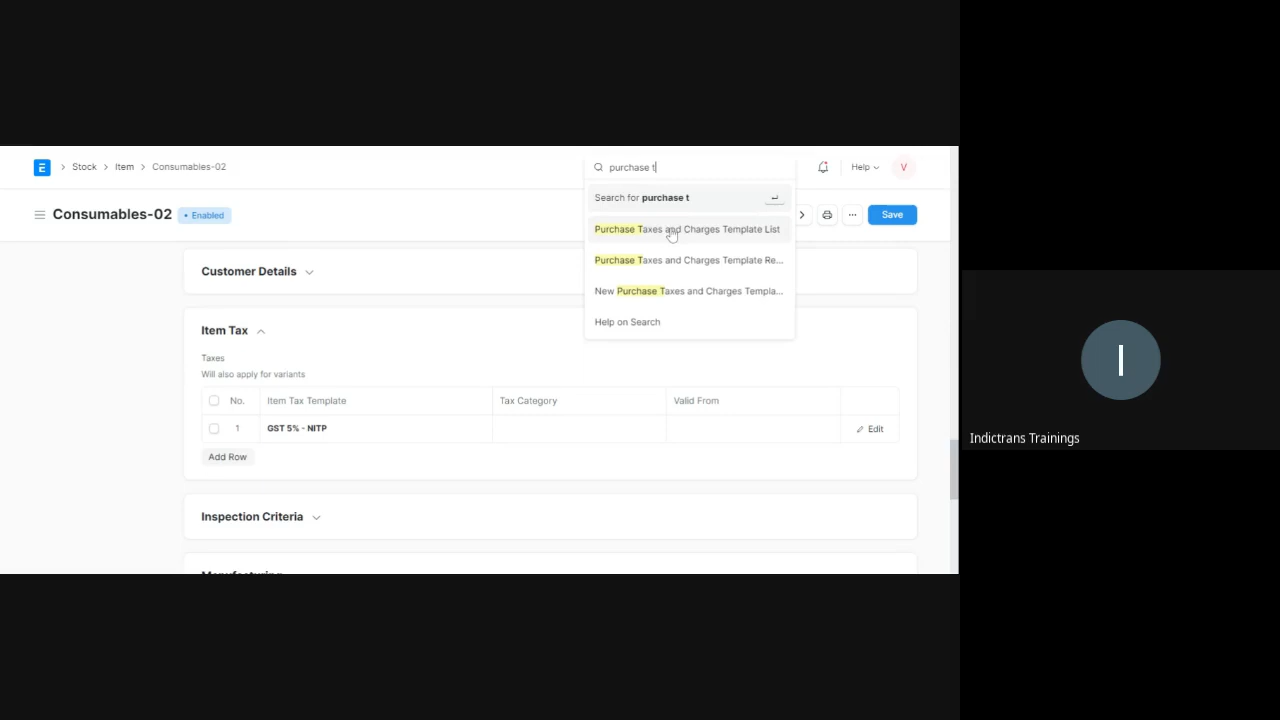 E > Stock > Item > Consumables-02
purchase t
Help
V
Consumables-02 • Enabled
Search for purchase t
Save
Purchase Taxes and Charges Template List
Purchase Taxes and Charges Template Re...
New Purchase Taxes and Charges Templa...
Help on Search
Customer Details
Item Tax
Taxes
Will also apply for variants
No. Item Tax Template Tax Category Valid From
1 GST 5% - NITP Edit
Add Row
Inspection Criteria
Manufacturing
I
Indictrans Trainings